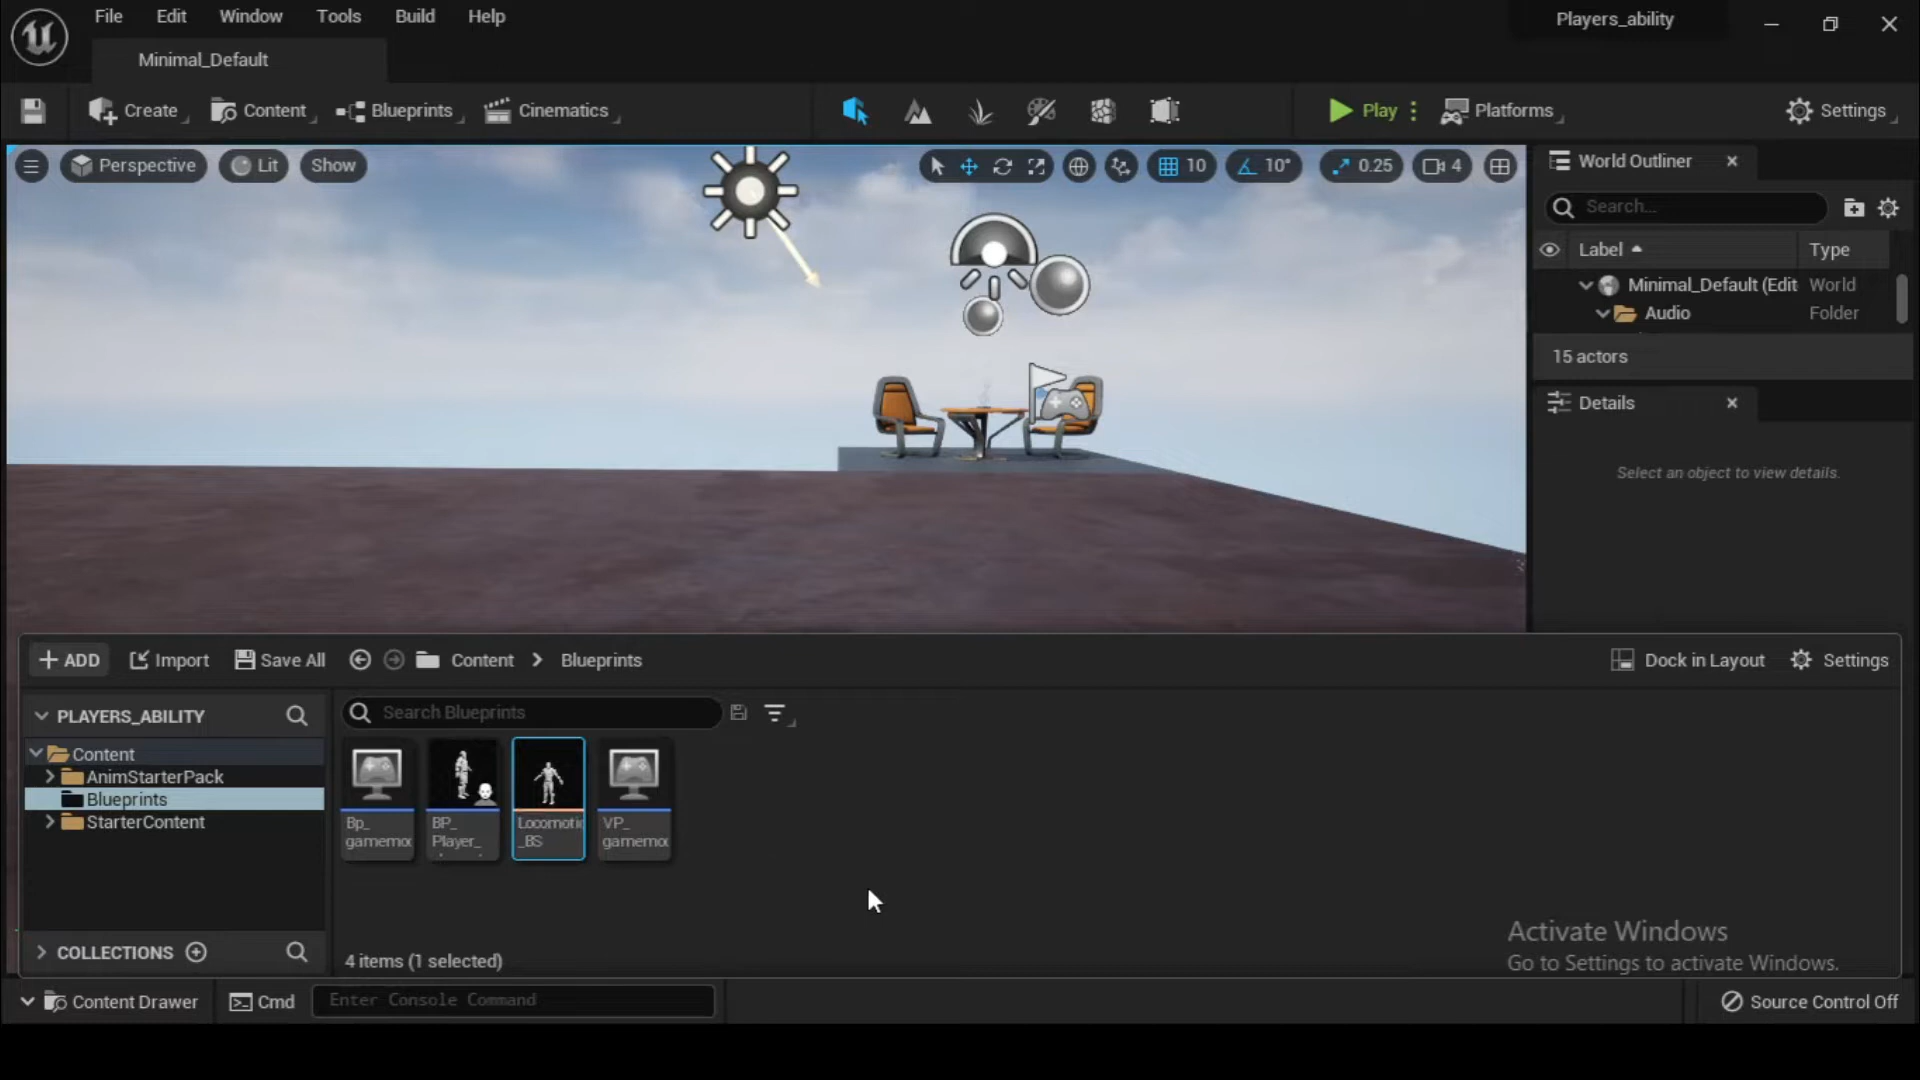 File Edit Window Tools Build Help
Players_ability
Minimal_Default
Create Content Blueprints Cinematics Play Platforms Settings
Perspective Lit Show 10 10° 0.25 4
World Outliner
Search...
Label Type
Minimal_Default (Edit World
Audio Folder
15 actors
Details
Select an object to view details.
ADD Import Save All Content Blueprints Dock in Layout Settings
PLAYERS_ABILITY
Search Blueprints
Content
AnimStarterPack
Blueprints
StarterContent
Bp_
gamemo
BP_
Player_
Locomotio
_BS
VP_
gamemo
COLLECTIONS
4 items (1 selected)
Activate Windows
Go to Settings to activate Windows.
Content Drawer Cmd Enter Console Command Source Control Off